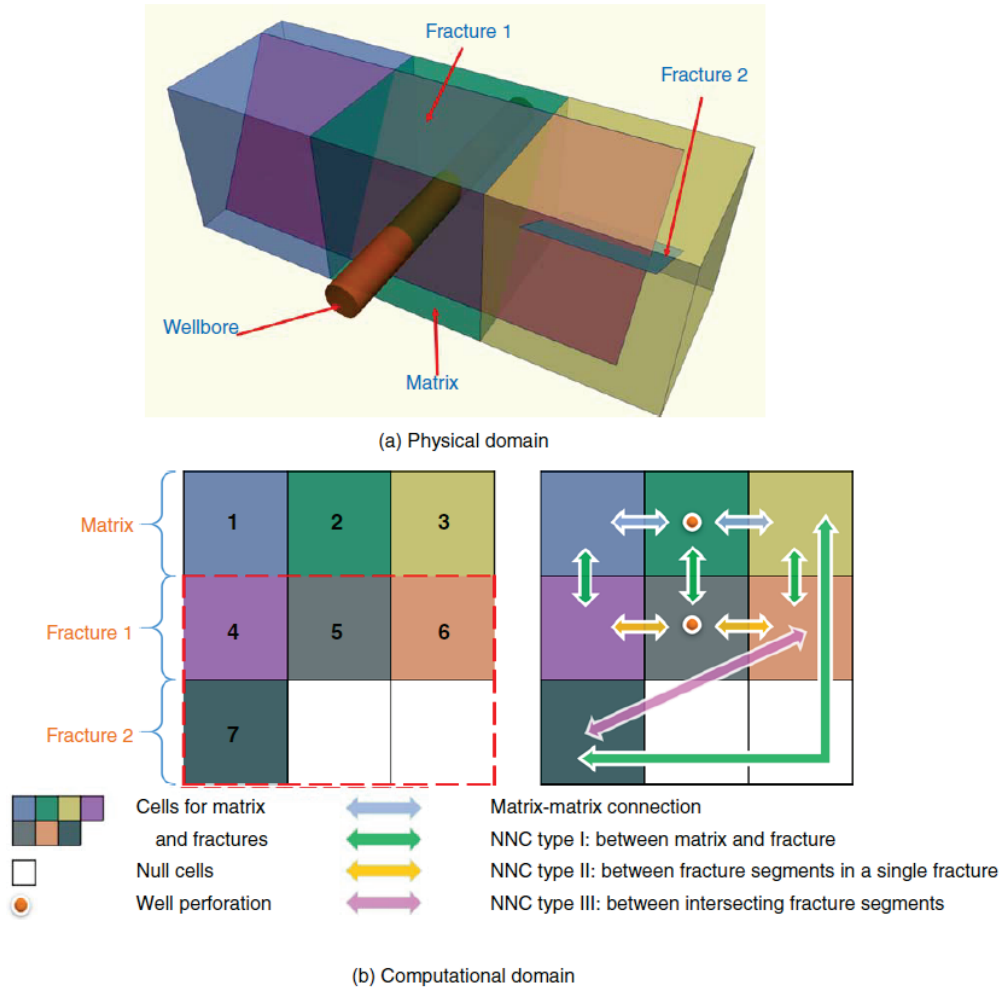 Fracture 1
Fracture 2
Wellbore
Matrix
(a) Physical domain
Matrix
1
2
3
Fracture 1
4
5
6
Fracture 2
7
Cells for matrix
and fractures
Null cells
Well perforation
Matrix-matrix connection
NNC type I: between matrix and fracture
NNC type II: between fracture segments in a single fracture
NNC type III: between intersecting fracture segments
(b) Computational domain